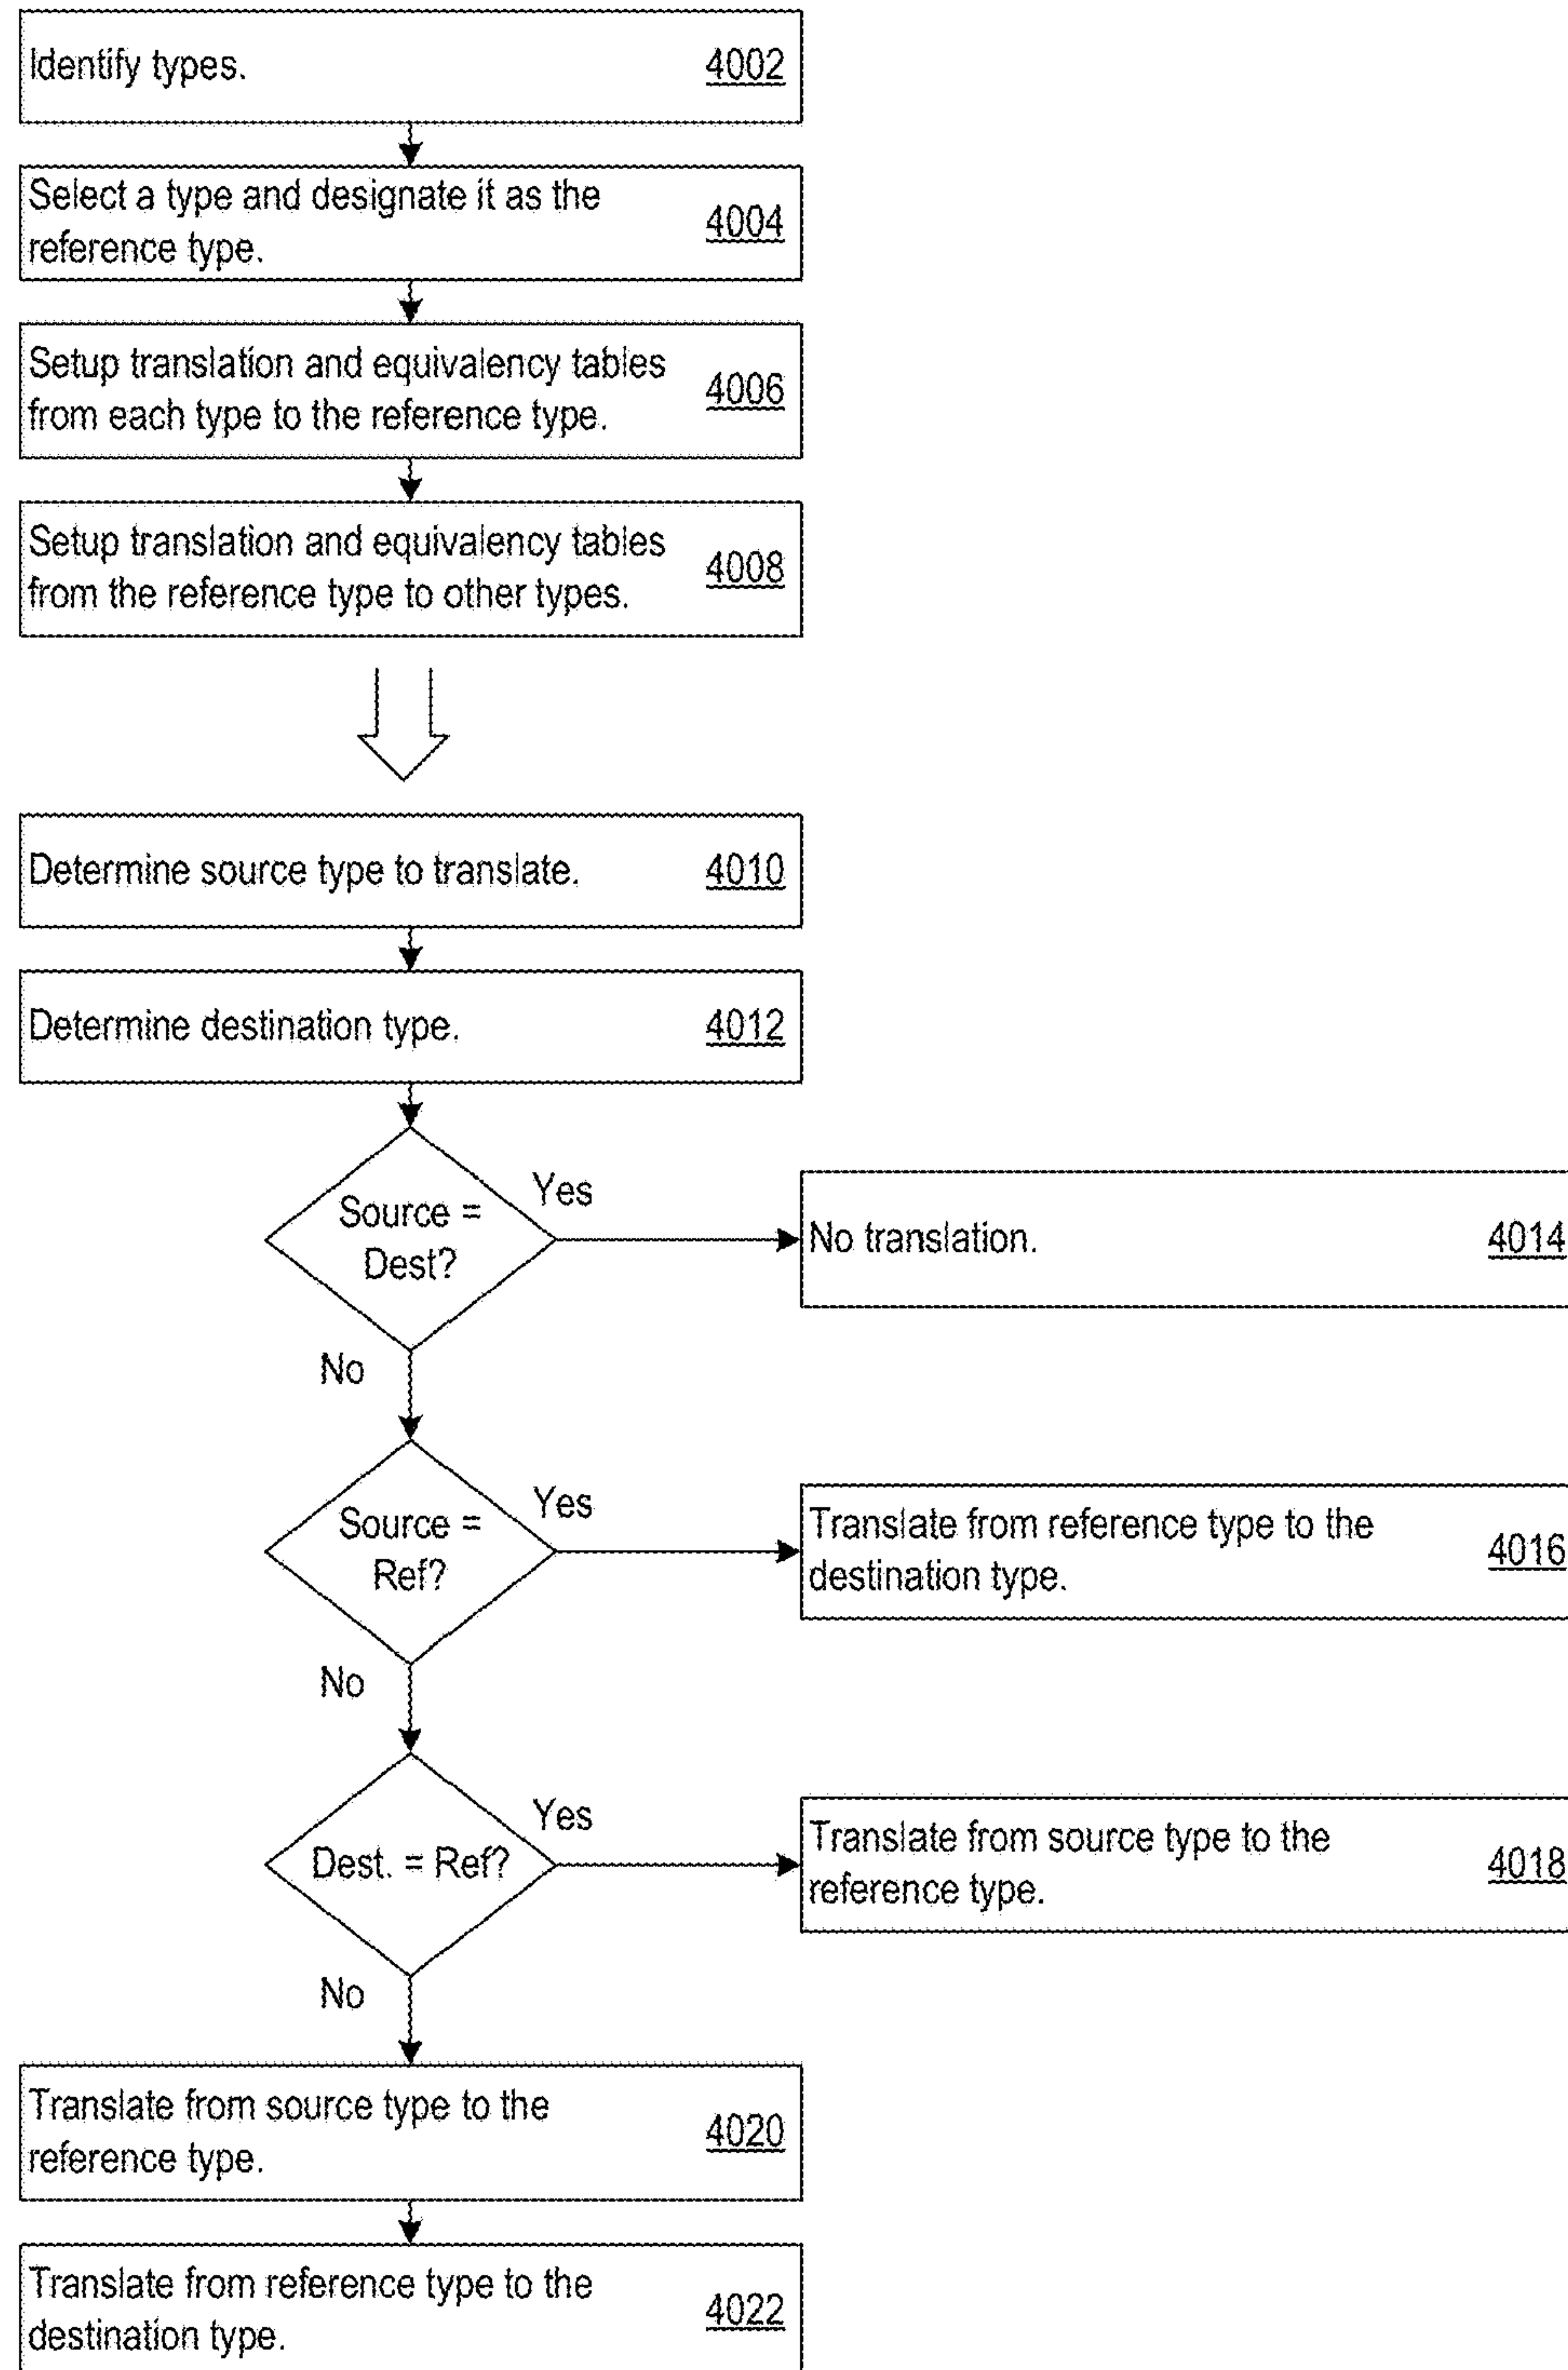 Identify types. 4002
Select a type and designate it as the
reference type. 4004
Setup translation and equivalency tables
from each type to the reference type. 4006
Setup translation and equivalency tables
from the reference type to other types. 4008
Determine source type to translate. 4010
Determine destination type. 4012
Source =
Dest?
Yes
No translation. 4014
No
Source =
Ref?
Yes
Translate from reference type to the
destination type. 4016
No
Dest. = Ref?
Yes
Translate from source type to the
reference type. 4018
No
Translate from source type to the
reference type. 4020
Translate from reference type to the
destination type. 4022